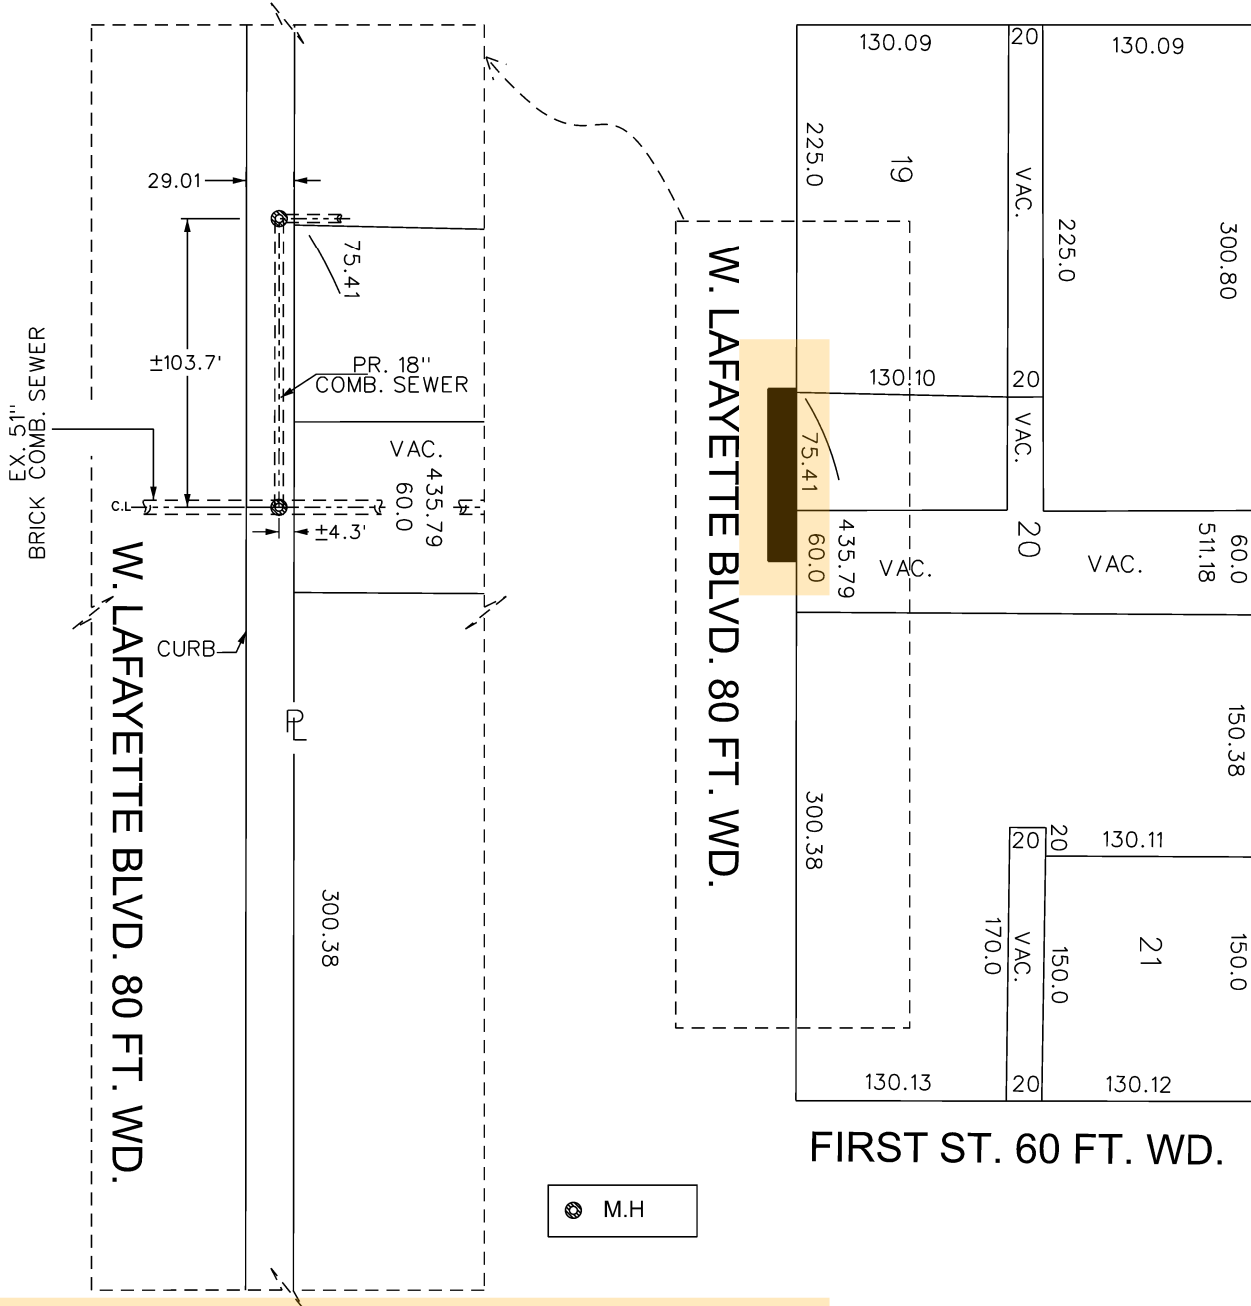 29.01
75.41
±103.7'
PR. 18"
COMB. SEWER
EX. 51"
BRICK COMB. SEWER
VAC.
435.79
60.0
C.L
±4.3'
CURB
W. LAFAYETTE BLVD. 80 FT. WD.
PL
300.38
M.H
130.09
20
130.09
225.0
19
VAC.
225.0
300.80
W. LAFAYETTE BLVD. 80 FT. WD.
130.10
20
75.41
VAC.
60.0
435.79
VAC.
20
VAC.
511.18
60.0
150.38
300.38
20
20
130.11
170.0
VAC.
150.0
21
150.0
130.13
20
130.12
FIRST ST. 60 FT. WD.